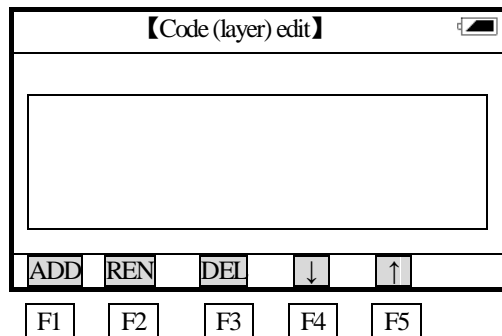 【Code (layer) edit】
ADD REN DEL ↓ ↑
F1 F2 F3 F4 F5